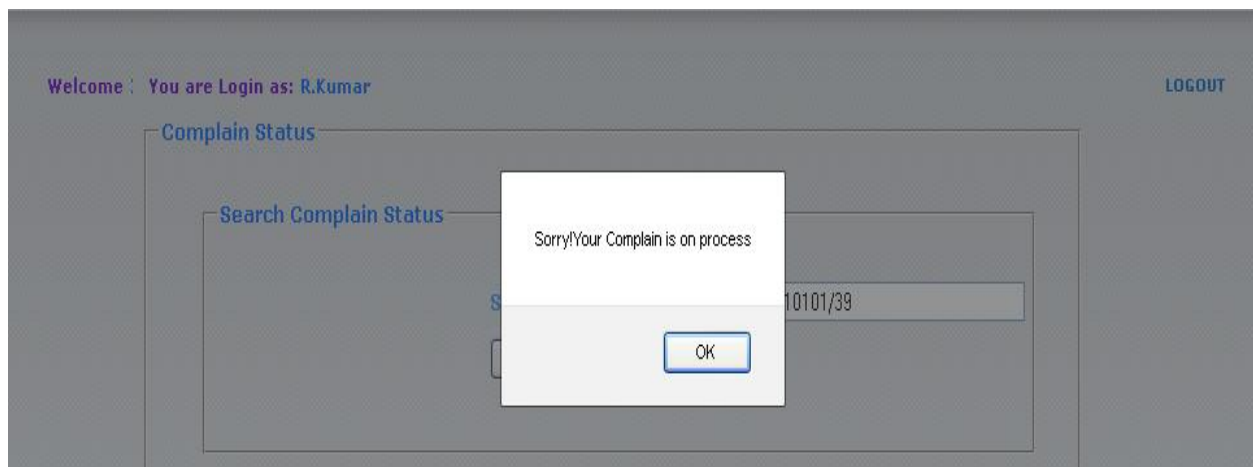 Welcome : You are Login as: R.Kumar
LOGOUT
Complain Status
Search Complain Status
Sorry!Your Complain is on process
S
10101/39
OK